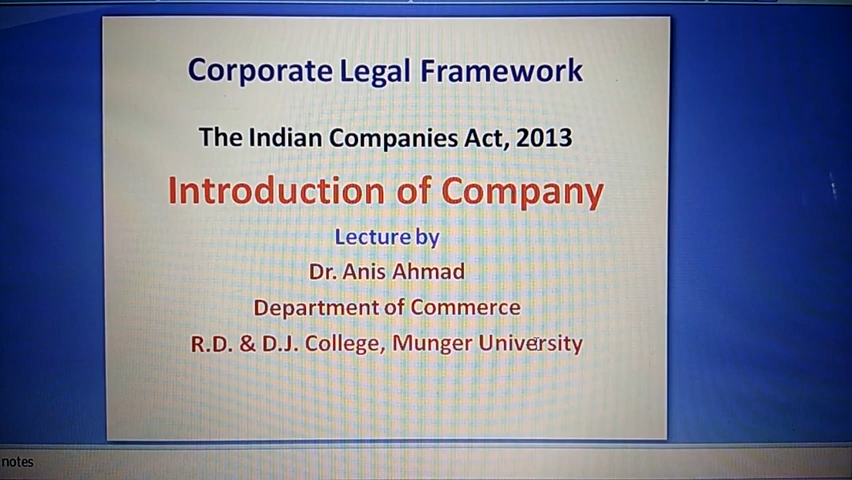 Corporate Legal Framework
The Indian Companies Act, 2013
Introduction of Company
Lecture by
Dr. Anis Ahmad
Department of Commerce
R.D. & D.J. College, Munger University
notes